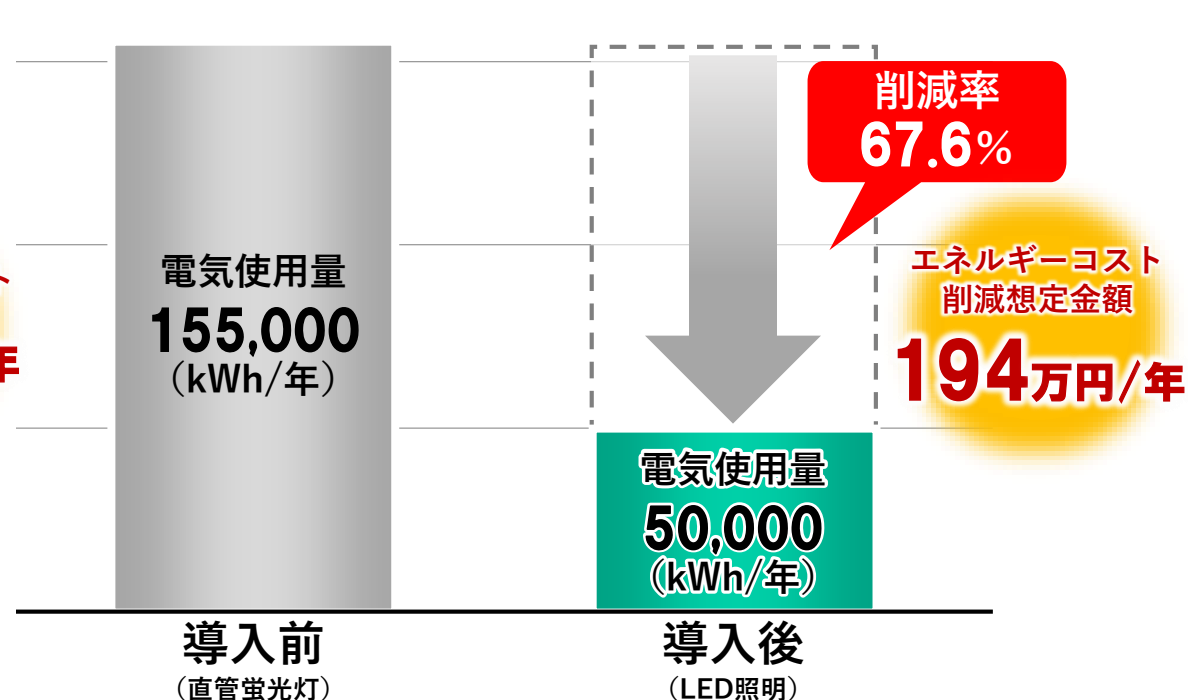 削減率
67.6%
電気使用量
155,000
（kWh/年）
エネルギーコスト
削減想定金額
194万円/年
電気使用量
50,000
（kWh/年）
導入前
（直管蛍光灯）
導入後
（LED照明）
ト
年